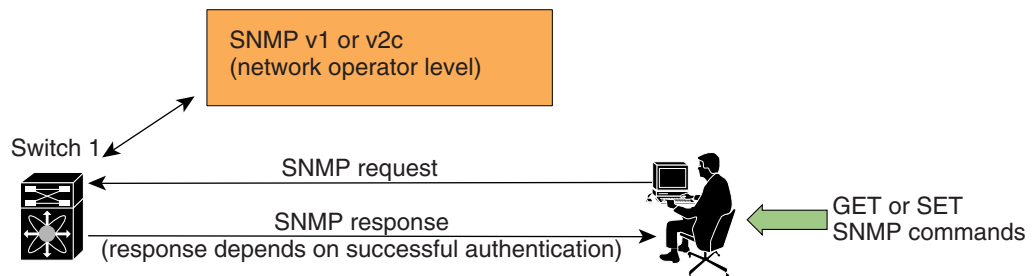 SNMP v1 or v2c
(network operator level)
Switch 1
SNMP request
SNMP response
(response depends on successful authentication)
GET or SET
SNMP commands